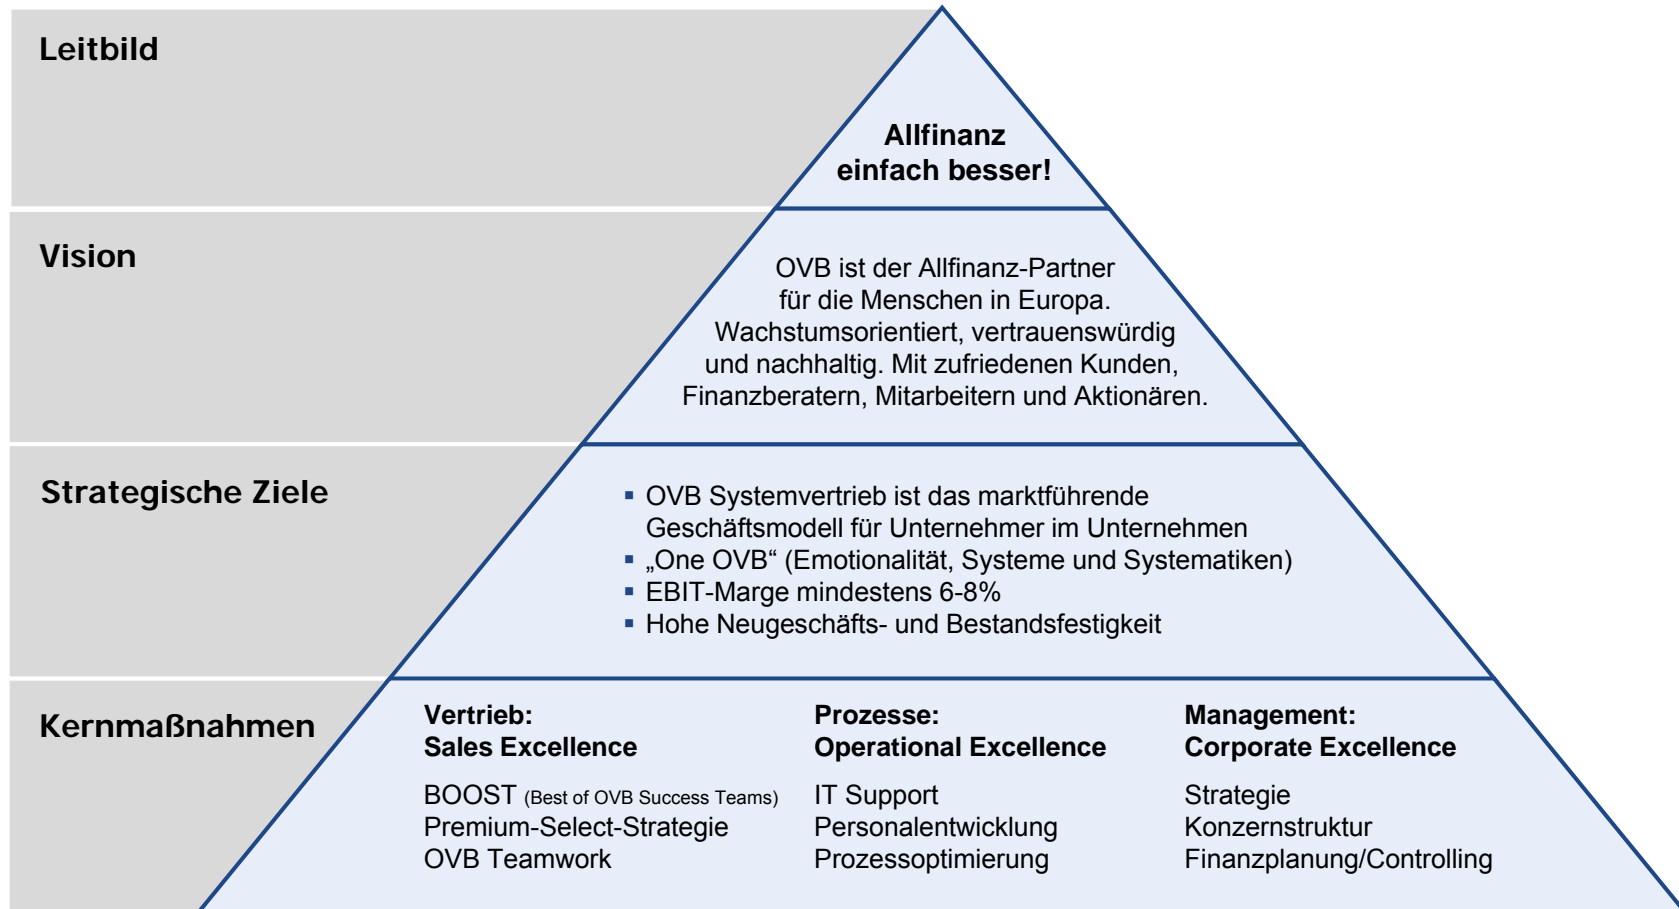 Leitbild
Allfinanz
einfach besser!
Vision
OVB ist der Allfinanz-Partner
für die Menschen in Europa.
Wachstumsorientiert, vertrauenswürdig
und nachhaltig. Mit zufriedenen Kunden,
Finanzberatern, Mitarbeitern und Aktionären.
Strategische Ziele
▪ OVB Systemvertrieb ist das marktführende
Geschäftsmodell für Unternehmer im Unternehmen
▪ „One OVB“ (Emotionalität, Systeme und Systematiken)
▪ EBIT-Marge mindestens 6-8%
▪ Hohe Neugeschäfts- und Bestandsfestigkeit
Kernmaßnahmen
Vertrieb:
Sales Excellence
BOOST (Best of OVB Success Teams)
Premium-Select-Strategie
OVB Teamwork
Prozesse:
Operational Excellence
IT Support
Personalentwicklung
Prozessoptimierung
Management:
Corporate Excellence
Strategie
Konzernstruktur
Finanzplanung/Controlling